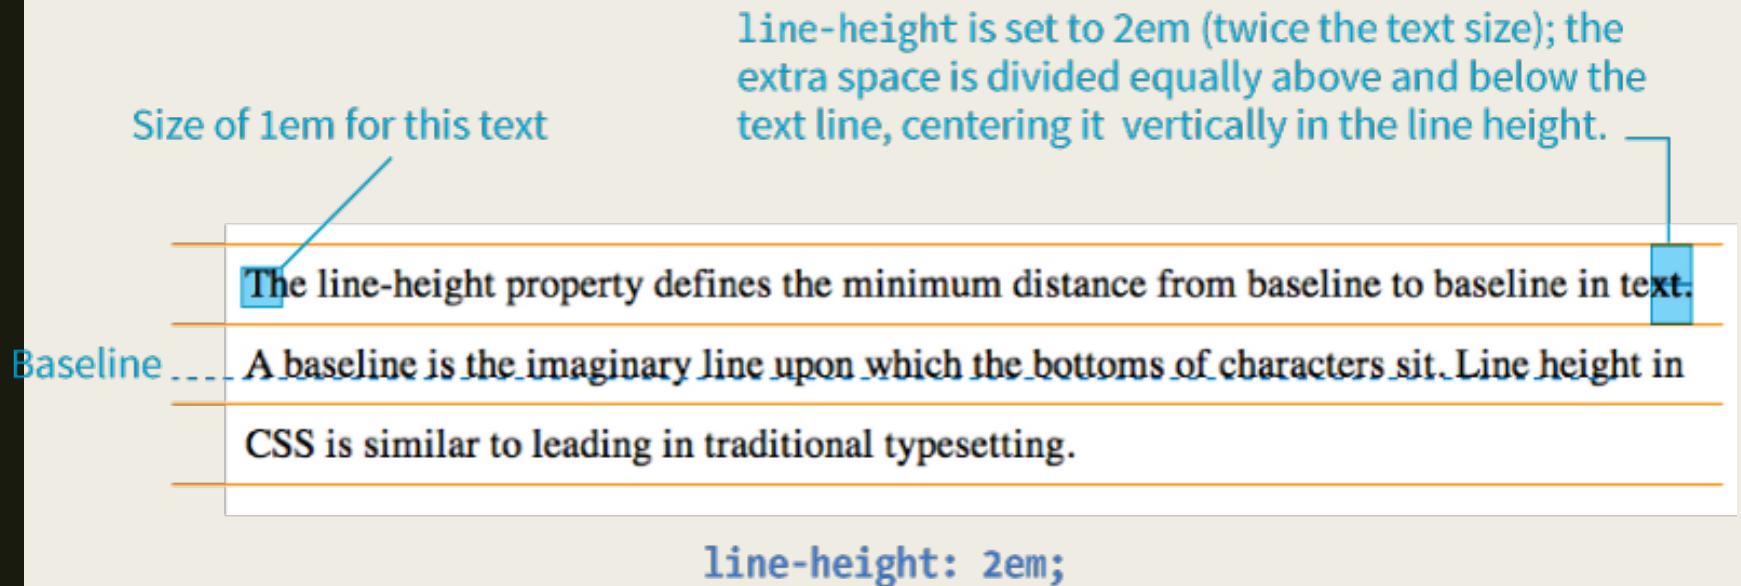 line-height is set to 2em (twice the text size); the
extra space is divided equally above and below the
text line, centering it  vertically in the line height.
Size of 1em for this text
The line-height property defines the minimum distance from baseline to baseline in text.
Baseline
A baseline is the imaginary line upon which the bottoms of characters sit. Line height in
CSS is similar to leading in traditional typesetting.
line-height: 2em;